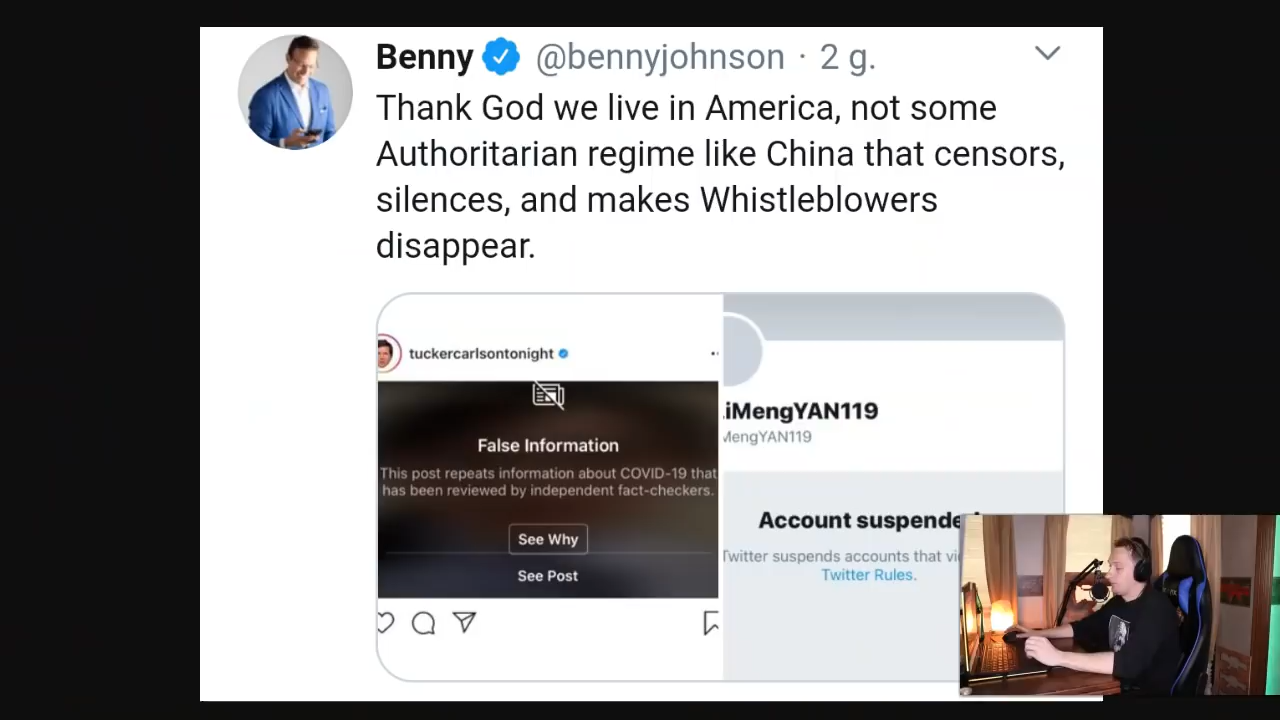 Benny @bennyjohnson · 2 g.
Thank God we live in America, not some
Authoritarian regime like China that censors,
silences, and makes Whistleblowers
disappear.
tuckercarlsontonight
False Information
This post repeats information about COVID-19 that
has been reviewed by independent fact-checkers.
See Why
See Post
iMengYAN119
MengYAN119
Account suspende
Twitter suspends accounts that vi
Twitter Rules.